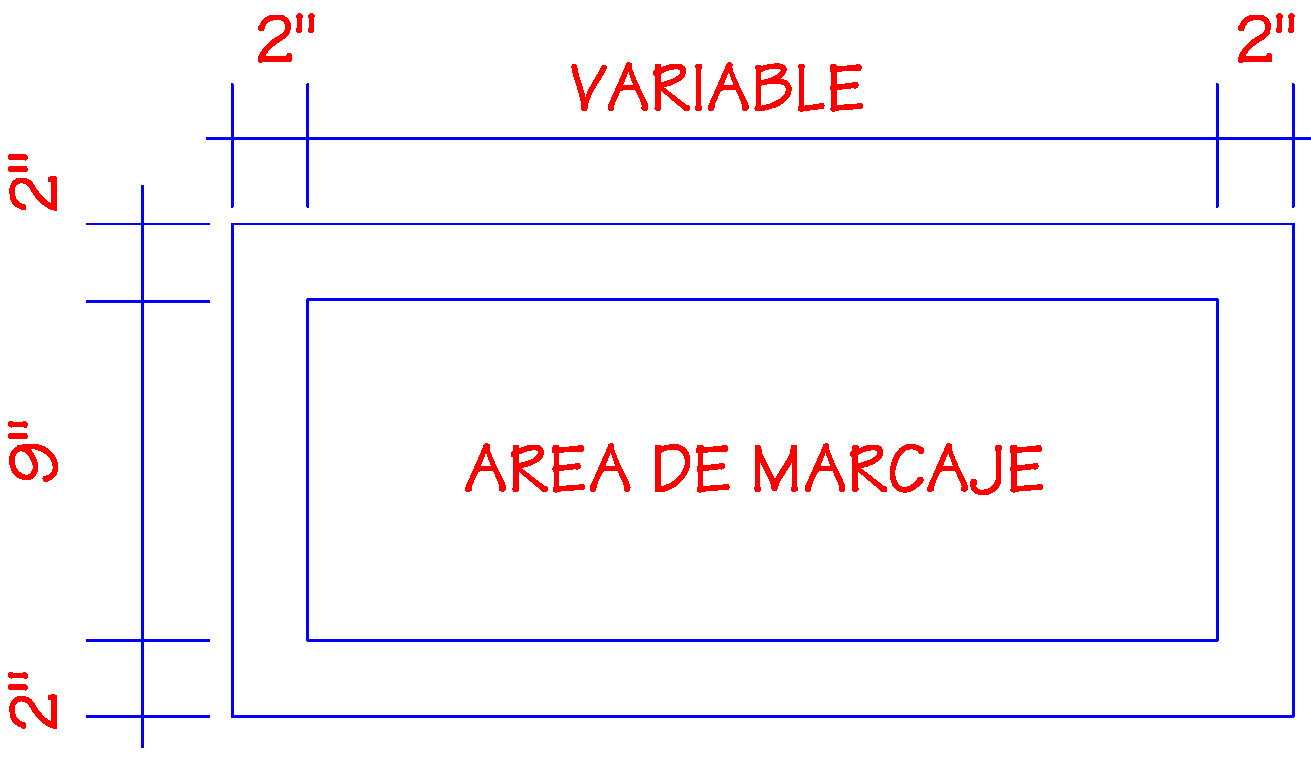 2" 2"
VARIABLE
2"
9"
AREA DE MARCAJE
2"